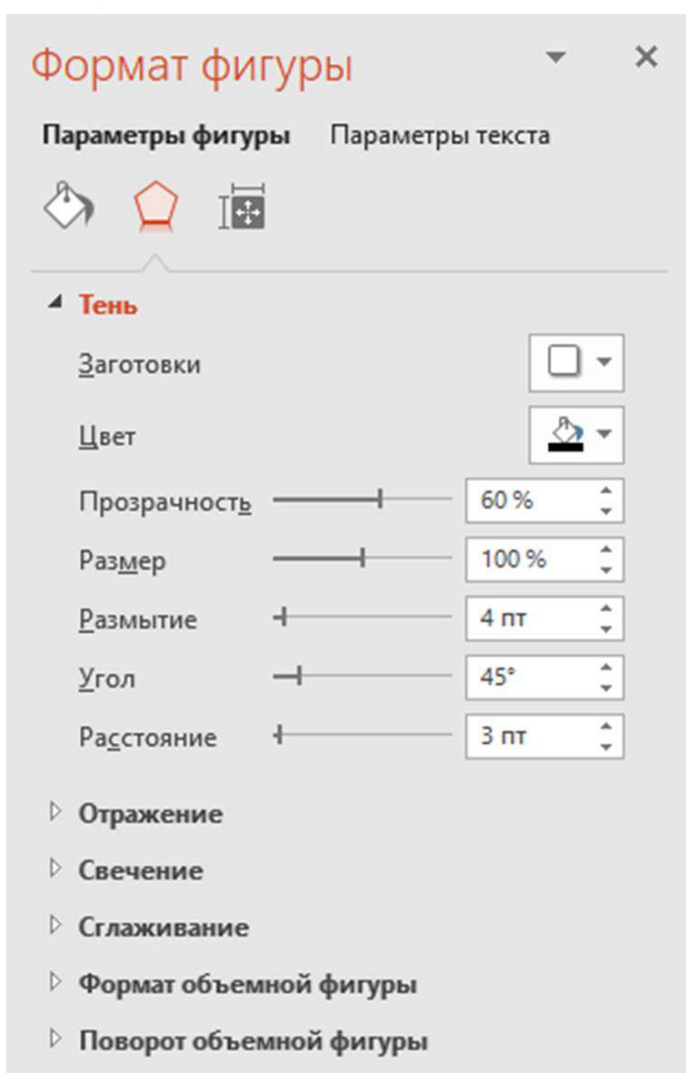 Формат фигуры
Параметры фигуры Параметры текста
Тень
Заготовки
Цвет
Прозрачность 60 %
Размер 100 %
Размытие 4 пт
Угол 45°
Расстояние 3 пт
Отражение
Свечение
Сглаживание
Формат объемной фигуры
Поворот объемной фигуры